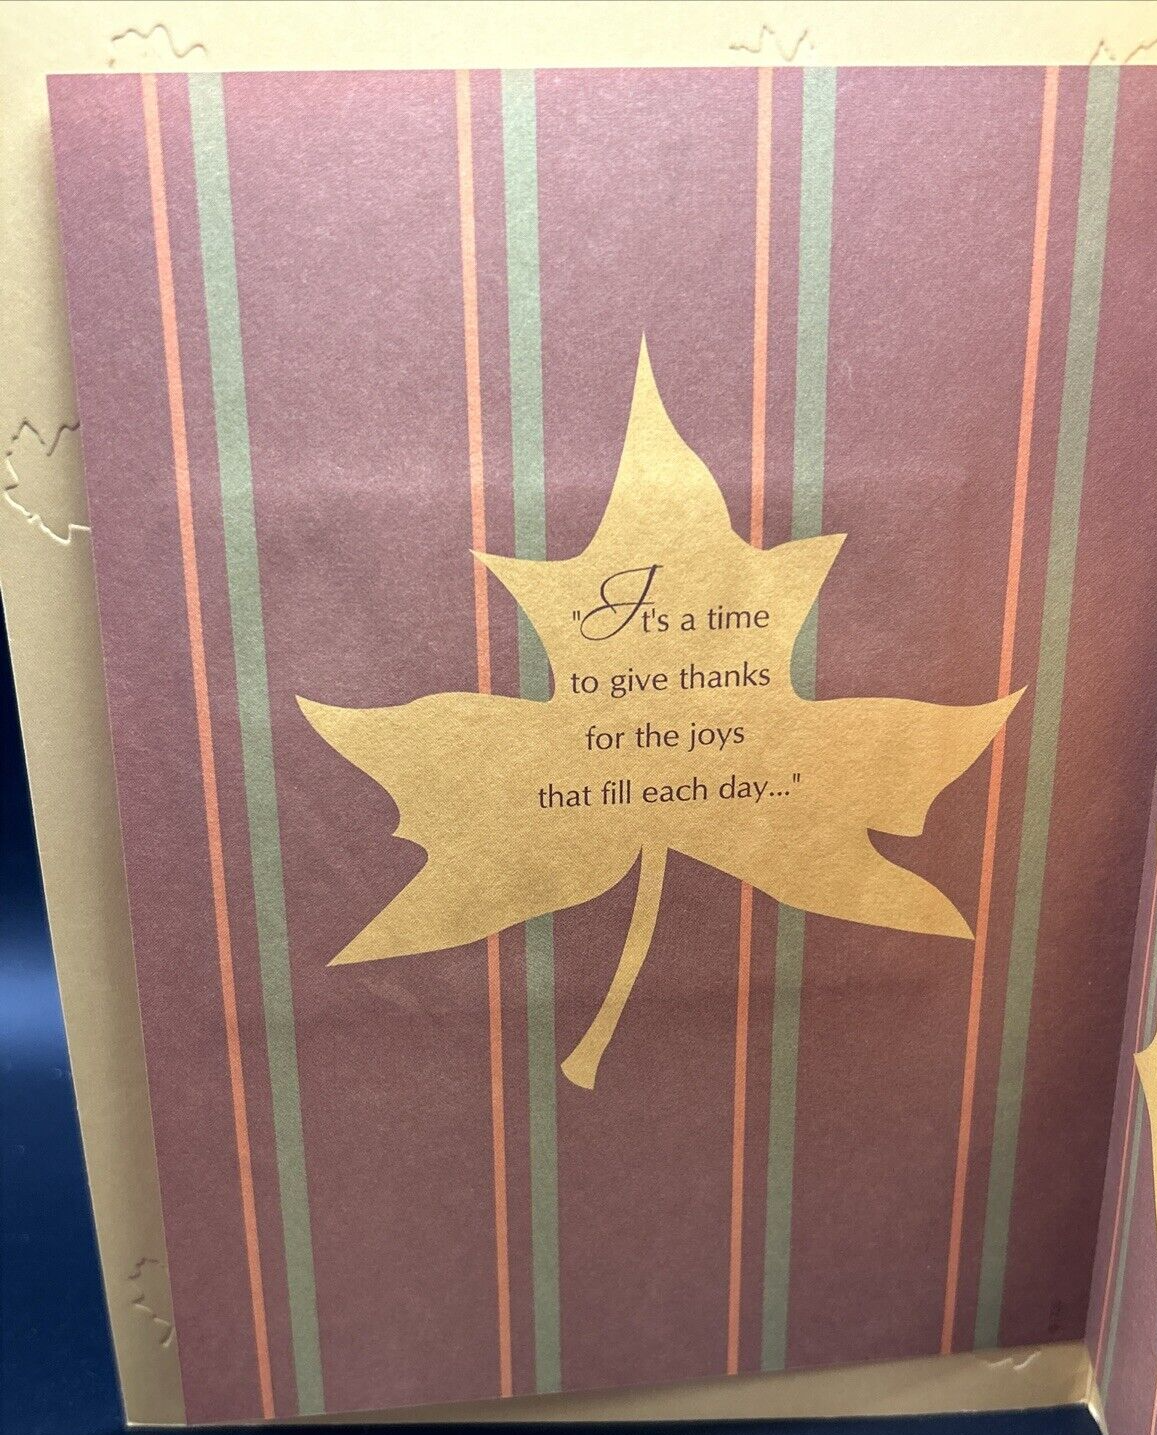 "It's a time
to give thanks
for the joys
that fill each day..."